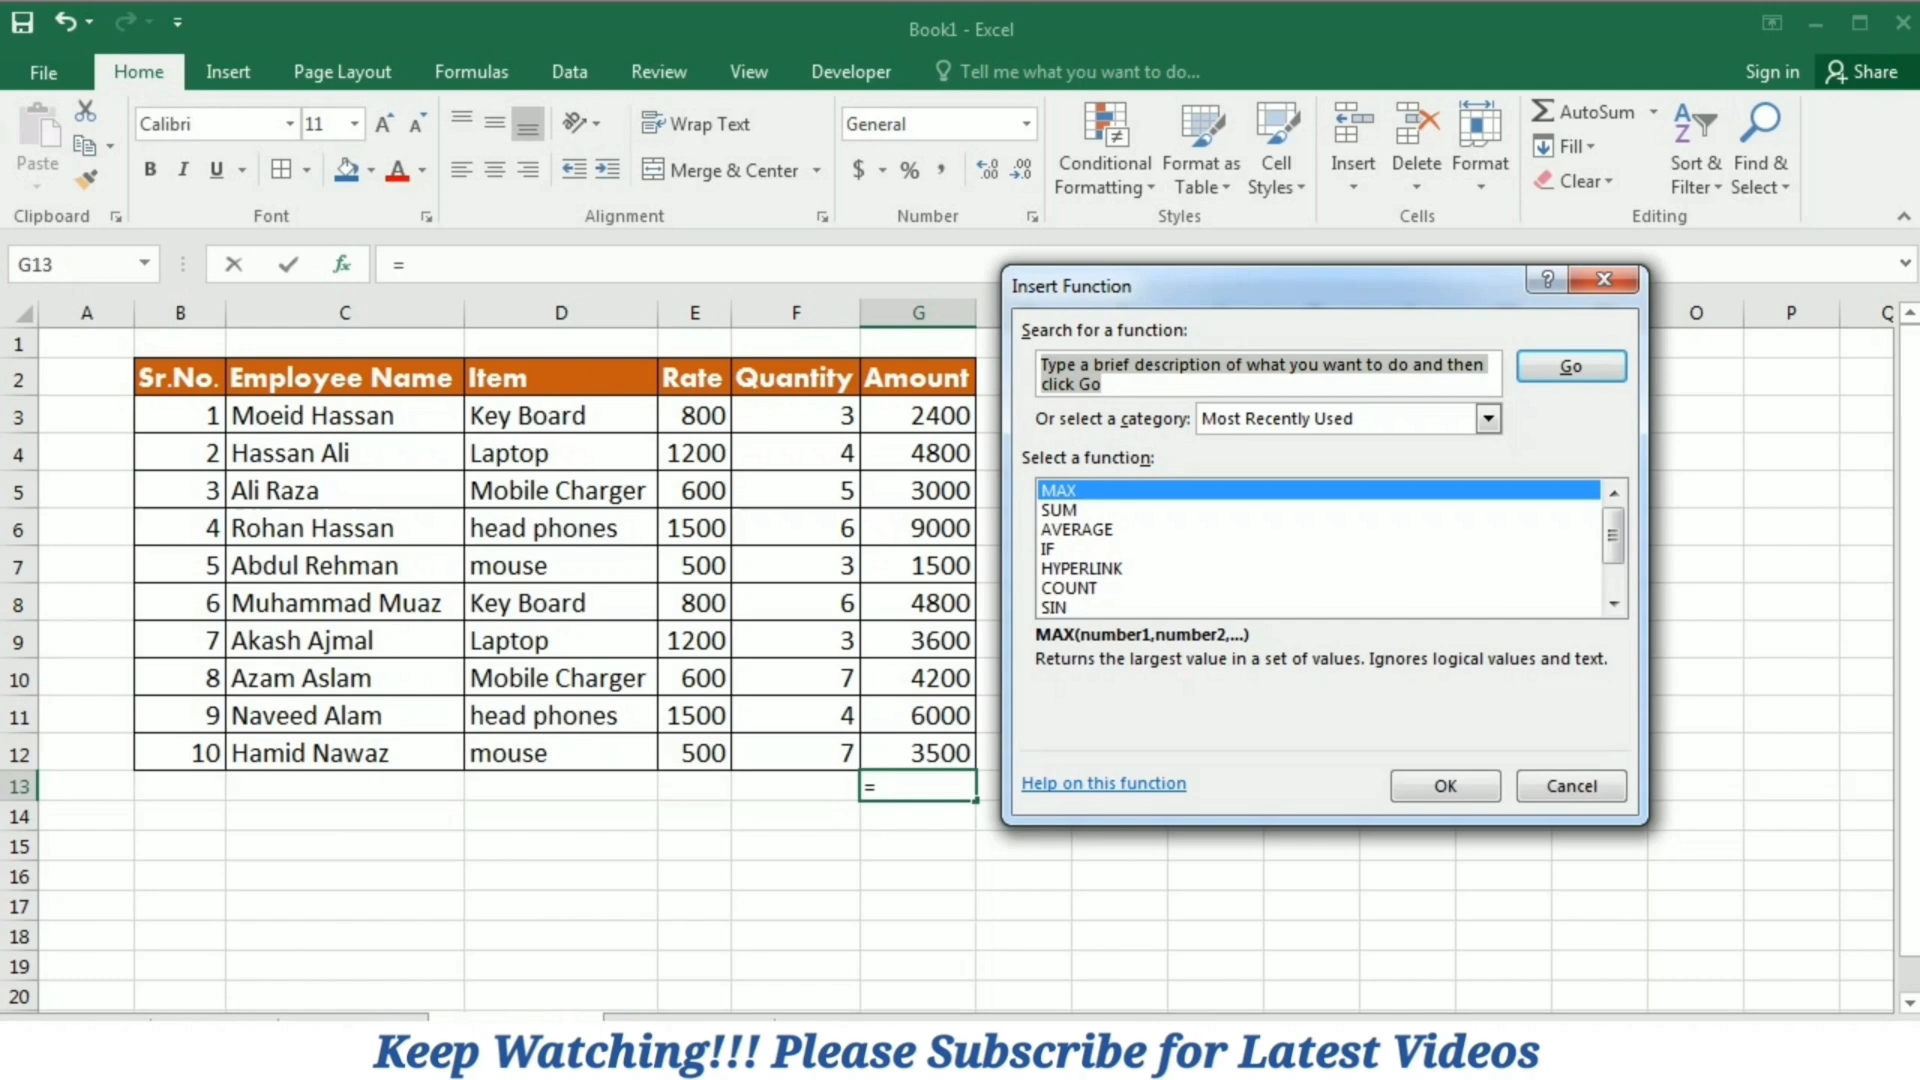 Book1 - Excel
File Home Insert Page Layout Formulas Data Review View Developer Tell me what you want to do... Sign in Share
Paste
Clipboard
Calibri 11
B I U A
Font
Wrap Text
Merge & Center
Alignment
General
$ % ,
Number
Conditional Formatting
Format as Table
Cell Styles
Styles
Insert Delete Format
Cells
AutoSum
Fill
Clear
Sort & Filter
Find & Select
Editing
G13 fx =
A B C D E F G O P Q
1
2 Sr.No. Employee Name Item Rate Quantity Amount
3 1 Moeid Hassan Key Board 800 3 2400
4 2 Hassan Ali Laptop 1200 4 4800
5 3 Ali Raza Mobile Charger 600 5 3000
6 4 Rohan Hassan head phones 1500 6 9000
7 5 Abdul Rehman mouse 500 3 1500
8 6 Muhammad Muaz Key Board 800 6 4800
9 7 Akash Ajmal Laptop 1200 3 3600
10 8 Azam Aslam Mobile Charger 600 7 4200
11 9 Naveed Alam head phones 1500 4 6000
12 10 Hamid Nawaz mouse 500 7 3500
13 =
14
15
16
17
18
19
20
Insert Function
?
Search for a function:
Type a brief description of what you want to do and then
click Go
Go
Or select a category: Most Recently Used
Select a function:
MAX
SUM
AVERAGE
IF
HYPERLINK
COUNT
SIN
MAX(number1,number2,...)
Returns the largest value in a set of values. Ignores logical values and text.
Help on this function
OK Cancel
Keep Watching!!! Please Subscribe for Latest Videos